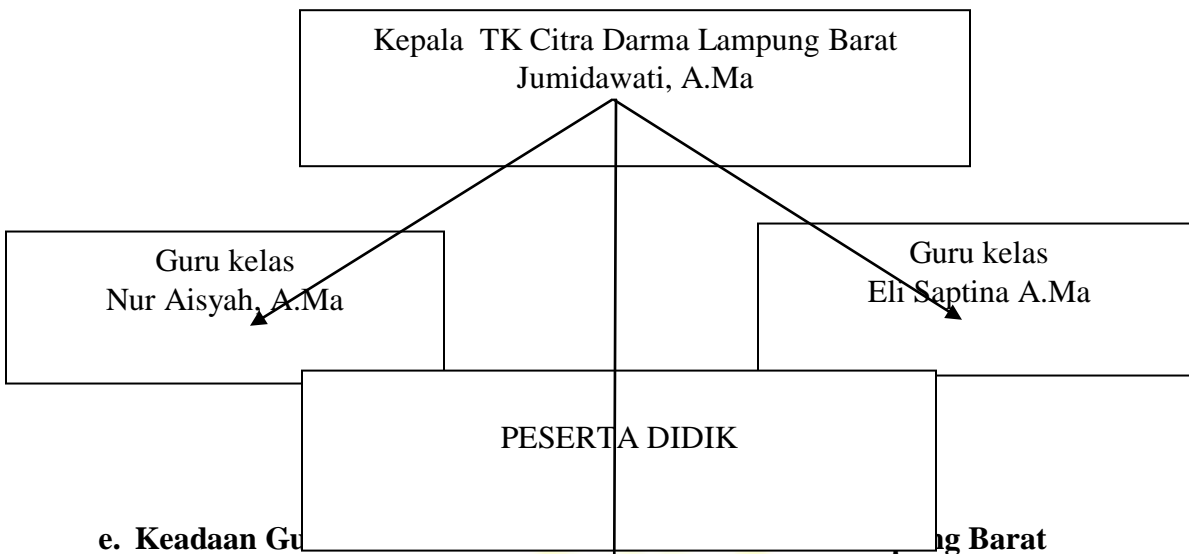 Kepala TK Citra Darma Lampung Barat
Jumidawati, A.Ma
Guru kelas
Nur Aisyah, A.Ma
Guru kelas
Eli Saptina A.Ma
PESERTA DIDIK
e. Keadaan Barat